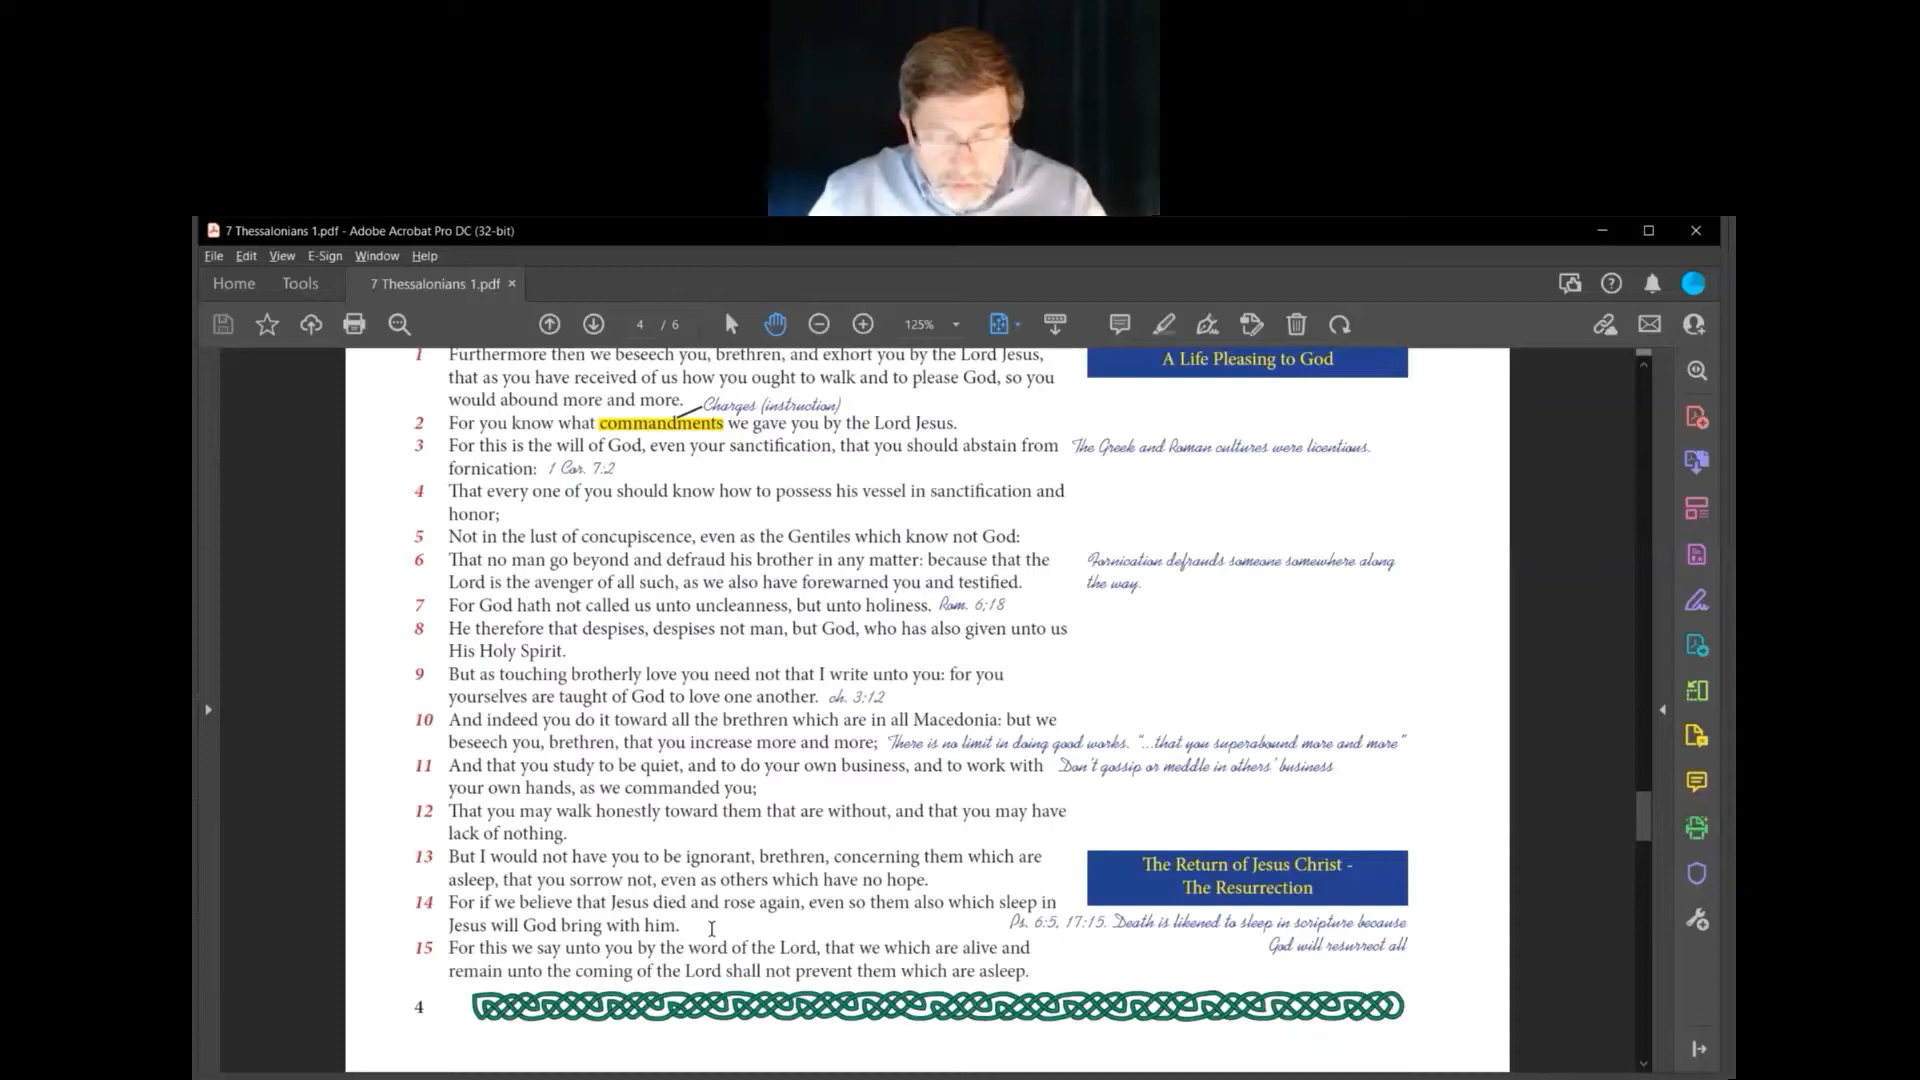 7 Thessalonians 1.pdf - Adobe Acrobat Pro DC (32-bit)
File Edit View E-Sign Window Help
Home Tools 7 Thessalonians 1.pdf ×
4 / 6 125%
1 Furthermore then we beseech you, brethren, and exhort you by the Lord Jesus,
A Life Pleasing to God
that as you have received of us how you ought to walk and to please God, so you
would abound more and more.
Charges (instruction)
2 For you know what commandments we gave you by the Lord Jesus.
3 For this is the will of God, even your sanctification, that you should abstain from
The Greek and Roman cultures were licentious.
fornication: 1 Cor. 7:2
4 That every one of you should know how to possess his vessel in sanctification and
honor;
5 Not in the lust of concupiscence, even as the Gentiles which know not God:
6 That no man go beyond and defraud his brother in any matter: because that the
Fornication defrauds someone somewhere along
Lord is the avenger of all such, as we also have forewarned you and testified.
the way.
7 For God hath not called us unto uncleanness, but unto holiness. Rom. 6;18
8 He therefore that despises, despises not man, but God, who has also given unto us
His Holy Spirit.
9 But as touching brotherly love you need not that I write unto you: for you
yourselves are taught of God to love one another. ch. 3:12
10 And indeed you do it toward all the brethren which are in all Macedonia: but we
beseech you, brethren, that you increase more and more; There is no limit in doing good works. "...that you superabound more and more"
11 And that you study to be quiet, and to do your own business, and to work with
Don't gossip or meddle in others' business
your own hands, as we commanded you;
12 That you may walk honestly toward them that are without, and that you may have
lack of nothing.
13 But I would not have you to be ignorant, brethren, concerning them which are
asleep, that you sorrow not, even as others which have no hope.
The Return of Jesus Christ -
The Resurrection
14 For if we believe that Jesus died and rose again, even so them also which sleep in
Jesus will God bring with him.
Ps. 6:5, 17:15. Death is likened to sleep in scripture because
God will resurrect all
15 For this we say unto you by the word of the Lord, that we which are alive and
remain unto the coming of the Lord shall not prevent them which are asleep.
4